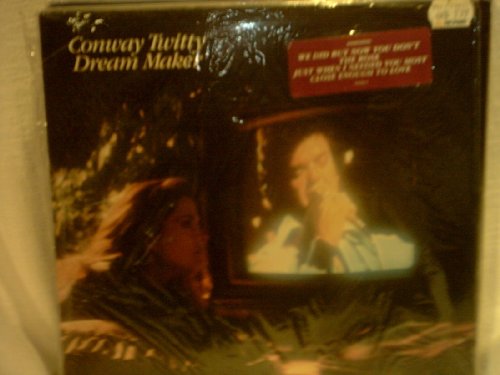 Conway Twitty
Dream Maker
WE DID BUT NOW YOU DON'T
THE ROSE
JUST WHEN I NEEDED YOU MOST
CLOSE ENOUGH TO LOVE